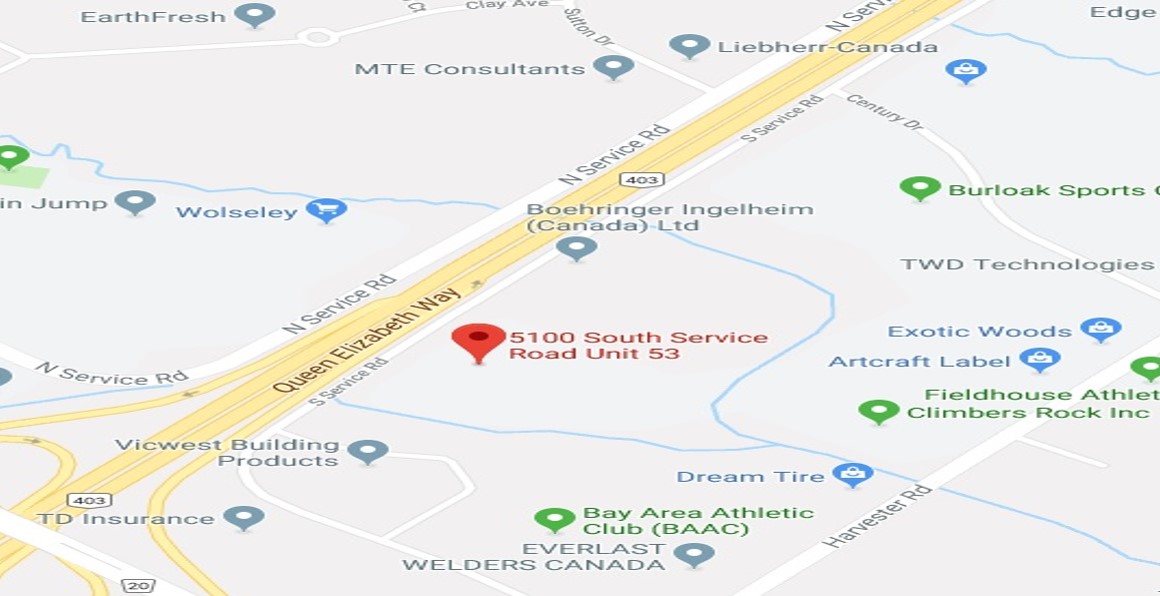 EarthFresh
Ct
Clay Ave
Sutton Dr
N Serv
Edge
Liebherr-Canada
MTE Consultants
S Service Rd
Century Dr
N Service Rd
403
Burloak Sports
in Jump
Wolseley
Boehringer Ingelheim
(Canada) Ltd
TWD Technologies
N Service Rd
Queen Elizabeth Way
5100 South Service
Road Unit 53
Exotic Woods
Artcraft Label
N Service Rd
S Service Rd
Fieldhouse Athlet
Climbers Rock Inc
Vicwest Building
Products
Dream Tire
403
TD Insurance
Bay Area Athletic
Club (BAAC)
Harvester Rd
EVERLAST
WELDERS CANADA
20